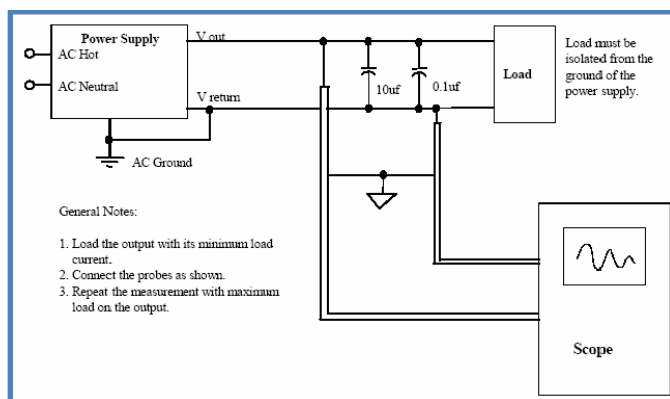 Power Supply
AC Hot
AC Neutral
V out
V return
AC Ground
10uf
0.1uf
Load
Load must be
isolated from the
ground of the
power supply.
General Notes:
1. Load the output with its minimum load
current.
2. Connect the probes as shown.
3. Repeat the measurement with maximum
load on the output.
Scope